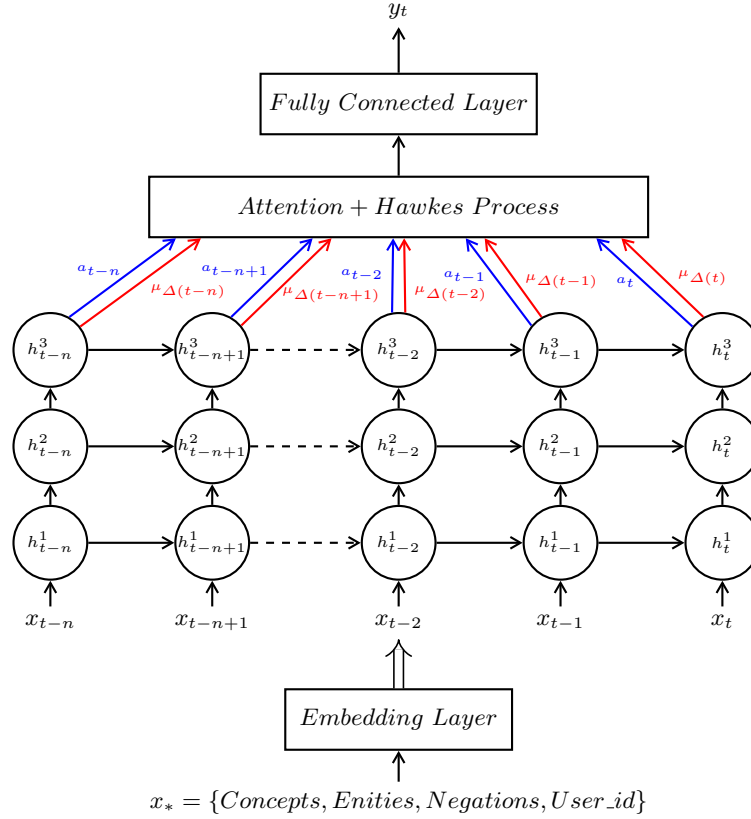 y_t
Fully Connected Layer
Attention + Hawkes Process
a_{t−n} μ_{Δ(t−n)} a_{t−n+1} μ_{Δ(t−n+1)} a_{t−2} μ_{Δ(t−2)} a_{t−1} μ_{Δ(t−1)} a_t μ_{Δ(t)}
h^3_{t−n} h^3_{t−n+1} h^3_{t−2} h^3_{t−1} h^3_t
h^2_{t−n} h^2_{t−n+1} h^2_{t−2} h^2_{t−1} h^2_t
h^1_{t−n} h^1_{t−n+1} h^1_{t−2} h^1_{t−1} h^1_t
x_{t−n} x_{t−n+1} x_{t−2} x_{t−1} x_t
Embedding Layer
x_* = {Concepts, Enities, Negations, User_id}